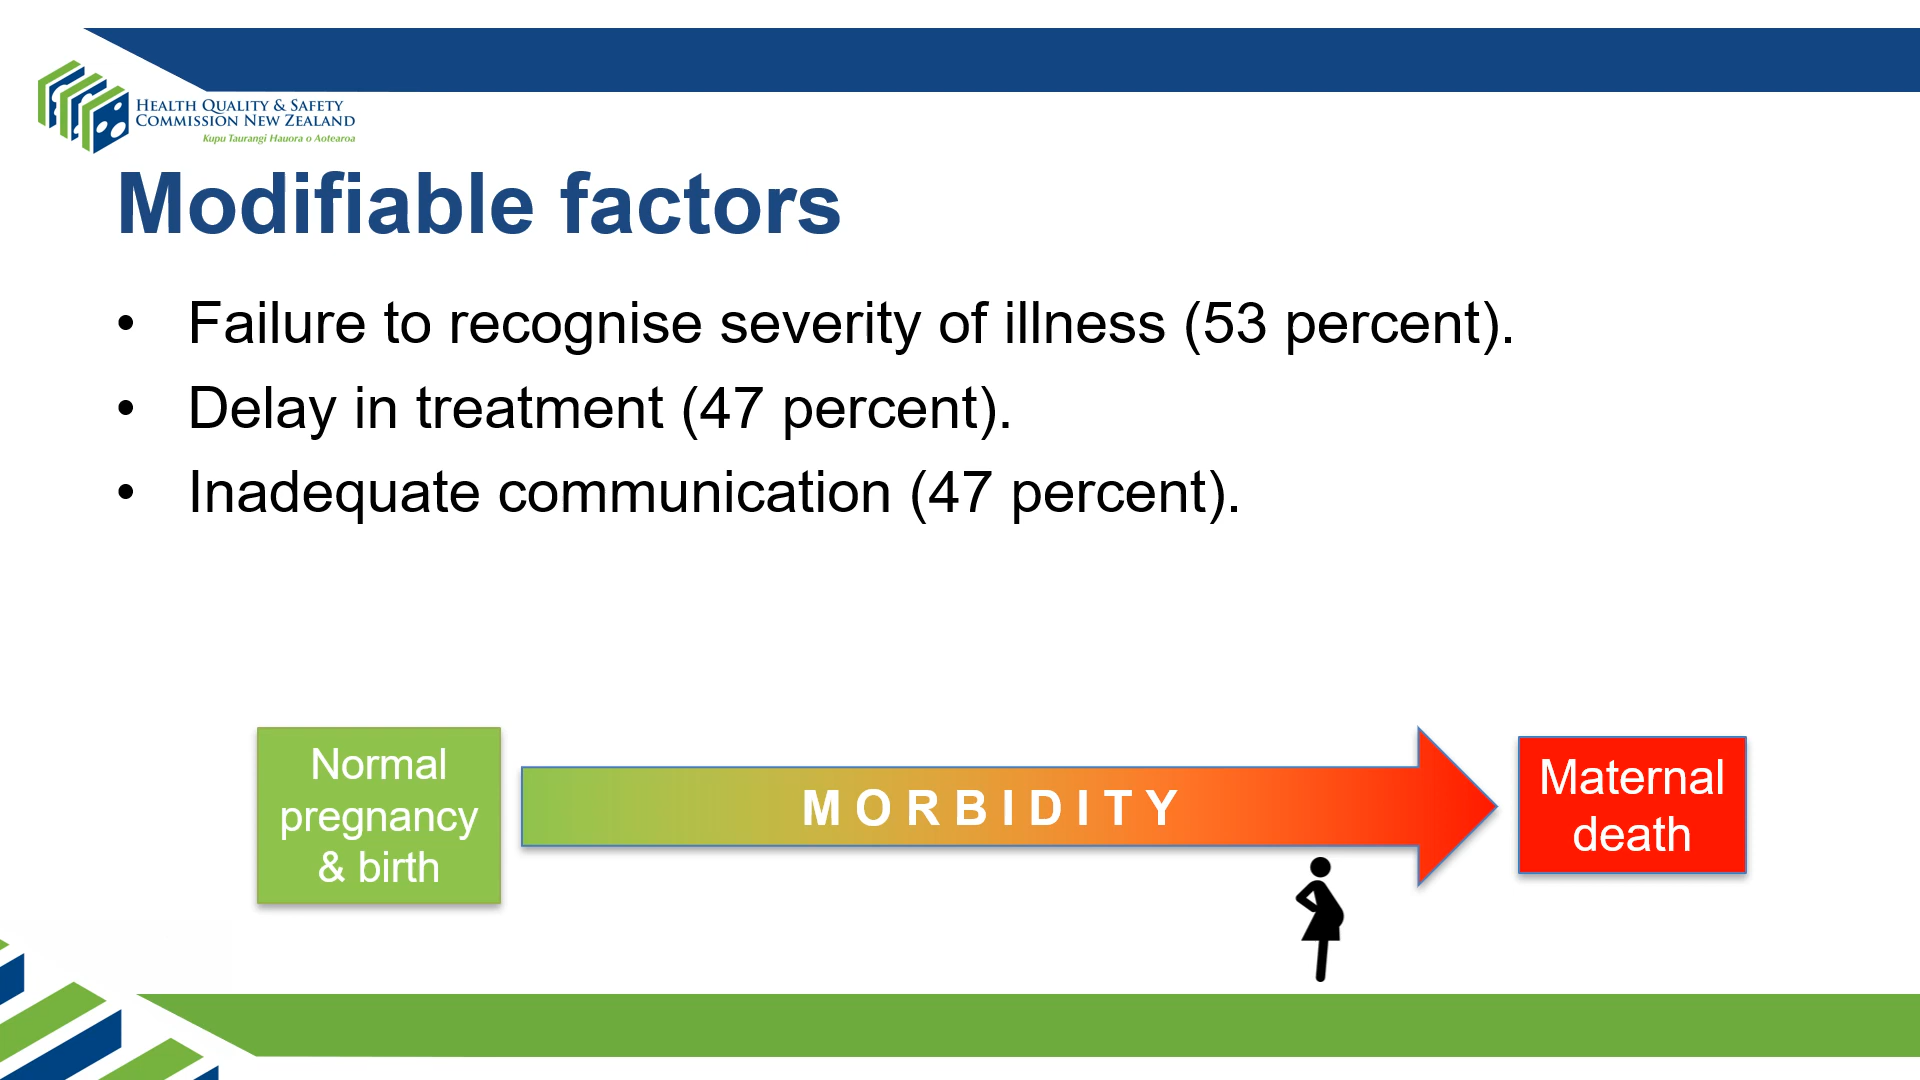 HEALTH QUALITY & SAFETY
COMMISSION NEW ZEALAND
Kupu Taurangi Hauora o Aotearoa
Modifiable factors
• Failure to recognise severity of illness (53 percent).
• Delay in treatment (47 percent).
• Inadequate communication (47 percent).
Normal
pregnancy
& birth
MORBIDITY
Maternal
death